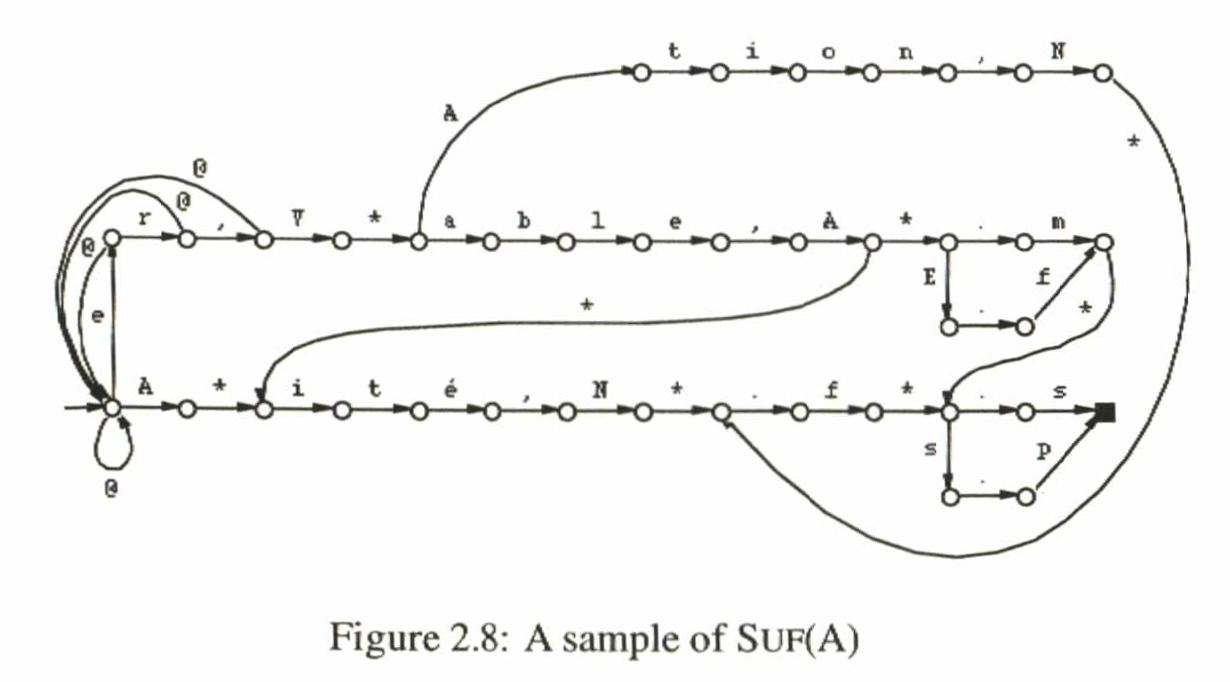 t i o n , N
A
*
@
@
r , V * a b l e , A * . m
@
E f
e
*
*
A * i t é , N * . f * . s
s . p
@
Figure 2.8: A sample of SUF(A)